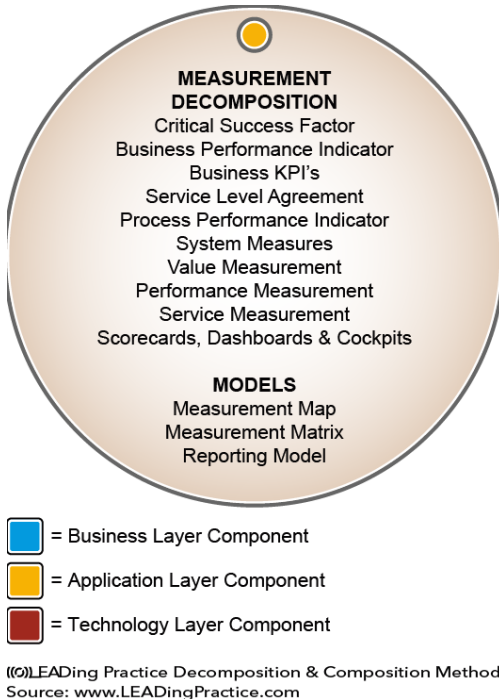 MEASUREMENT
DECOMPOSITION
Critical Success Factor
Business Performance Indicator
Business KPI's
Service Level Agreement
Process Performance Indicator
System Measures
Value Measurement
Performance Measurement
Service Measurement
Scorecards, Dashboards & Cockpits
MODELS
Measurement Map
Measurement Matrix
Reporting Model
= Business Layer Component
= Application Layer Component
= Technology Layer Component
LEADing Practice Decomposition & Composition Method
Source: www.LEADingPractice.com